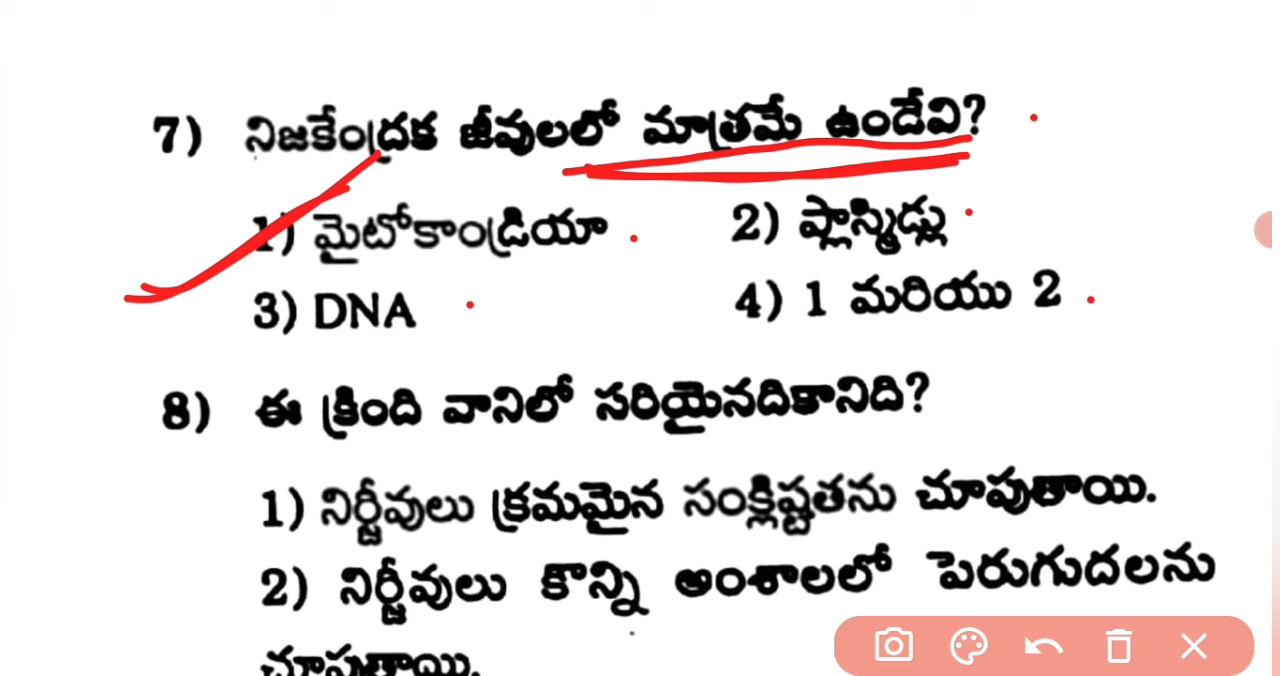 7) నిజకేంద్రక జీవులలో మాత్రమే ఉండేవి?
1) మైటోకాండ్రియా 2) ప్లాస్మిడ్లు
3) DNA 4) 1 మరియు 2
8) ఈ క్రింది వానిలో సరియైనదికానిది?
1) నిర్జీవులు క్రమమైన సంక్లిష్టతను చూపుతాయి.
2) నిర్జీవులు కొన్ని అంశాలలో పెరుగుదలను
చూపుతాయి.